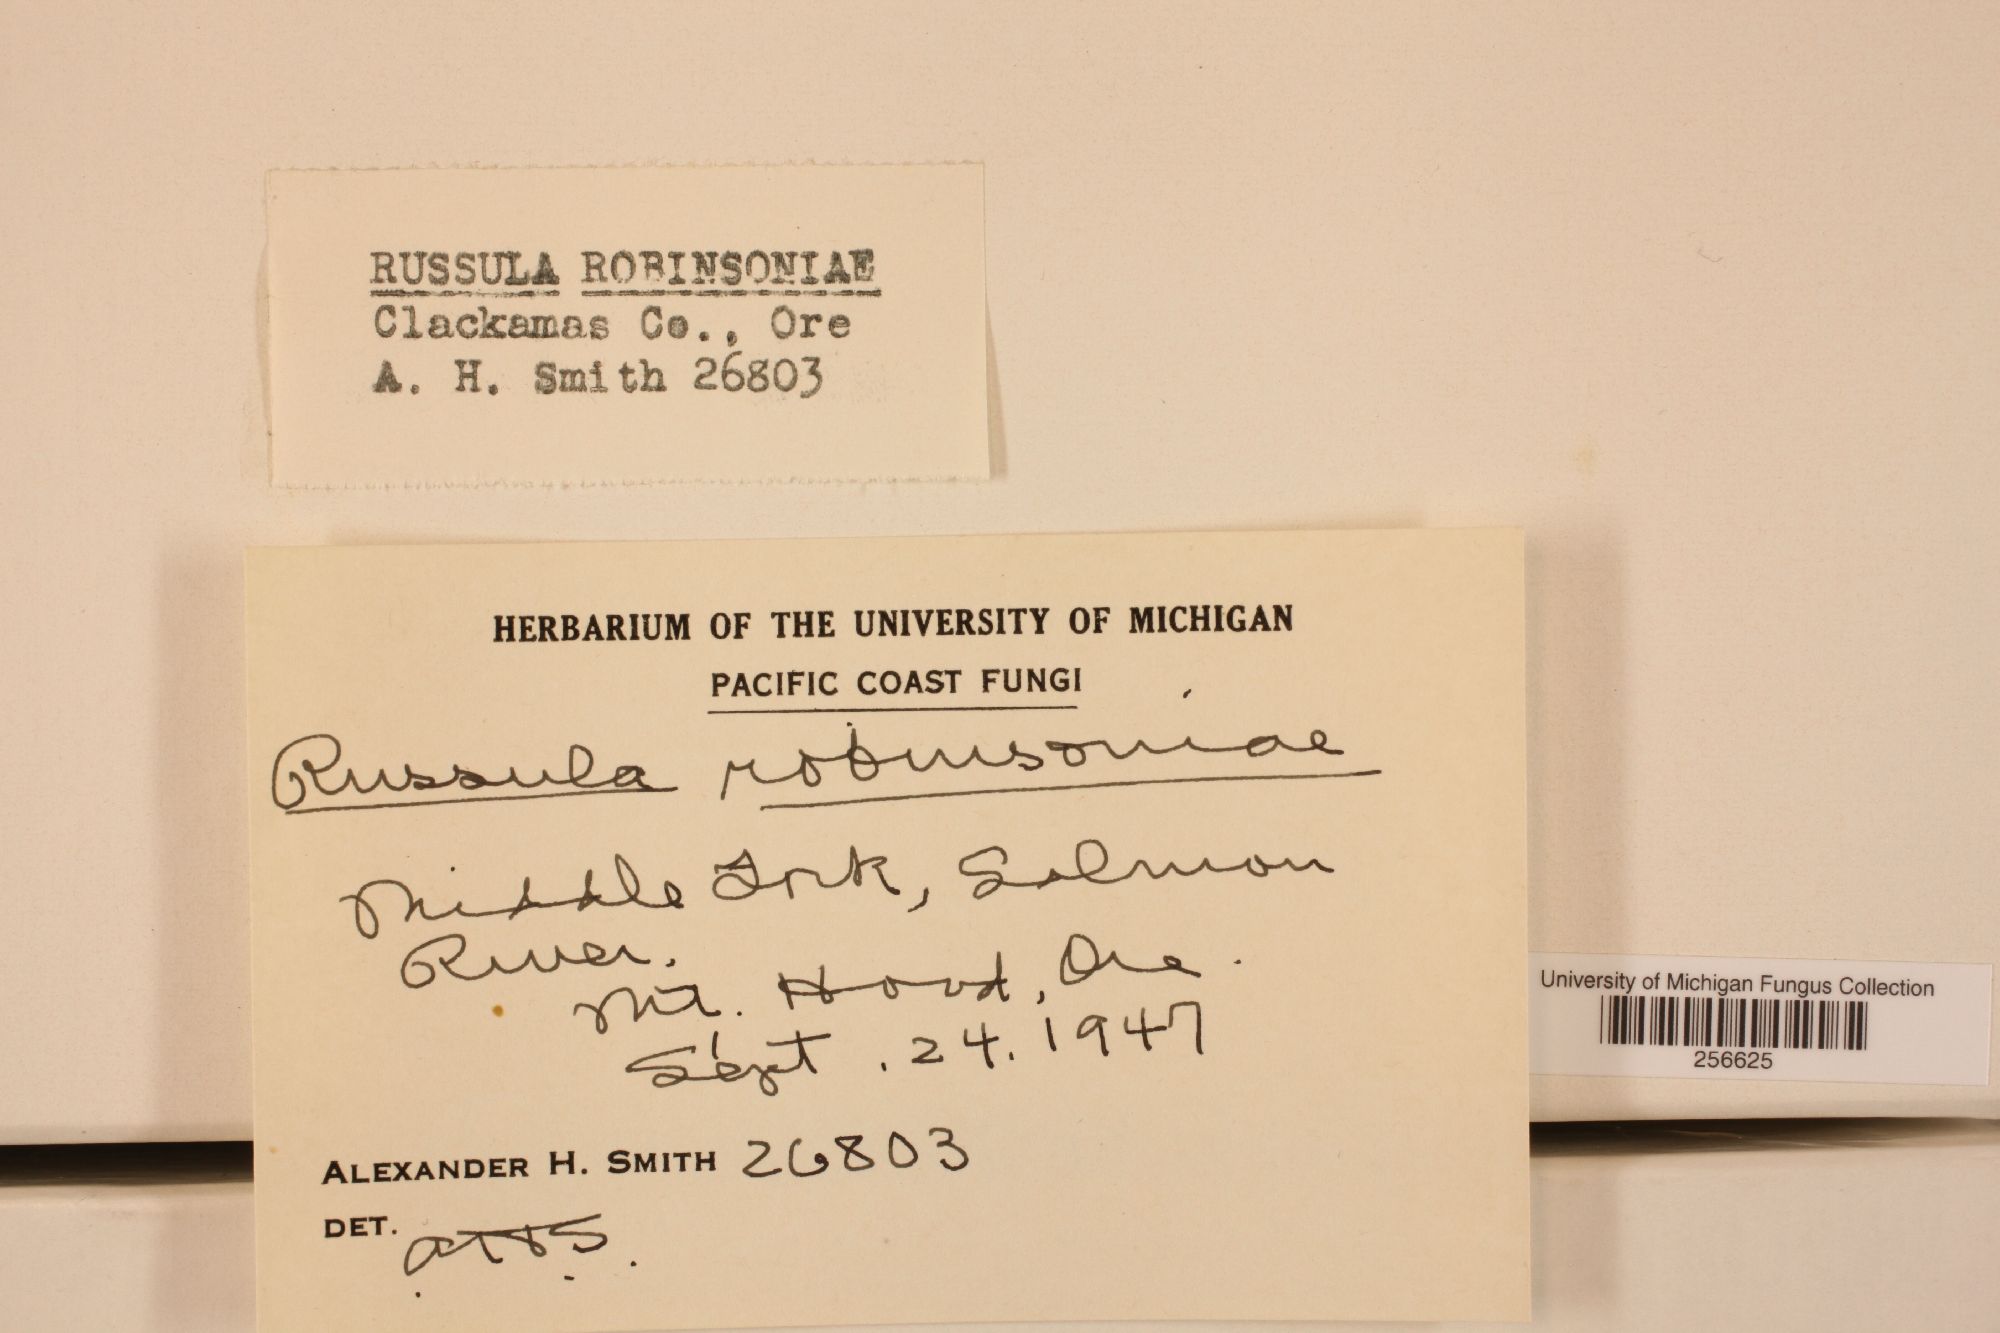 RUSSULA ROBINSONIAE
Clackamas Co., Ore
A. H. Smith 26803
HERBARIUM OF THE UNIVERSITY OF MICHIGAN
PACIFIC COAST FUNGI
Russula robinsoniae
Middle Fork, Salmon
River.
Mt. Hood, Ore.
Sept. 24. 1947
ALEXANDER H. SMITH 26803
DET. AHS.
University of Michigan Fungus Collection
256625